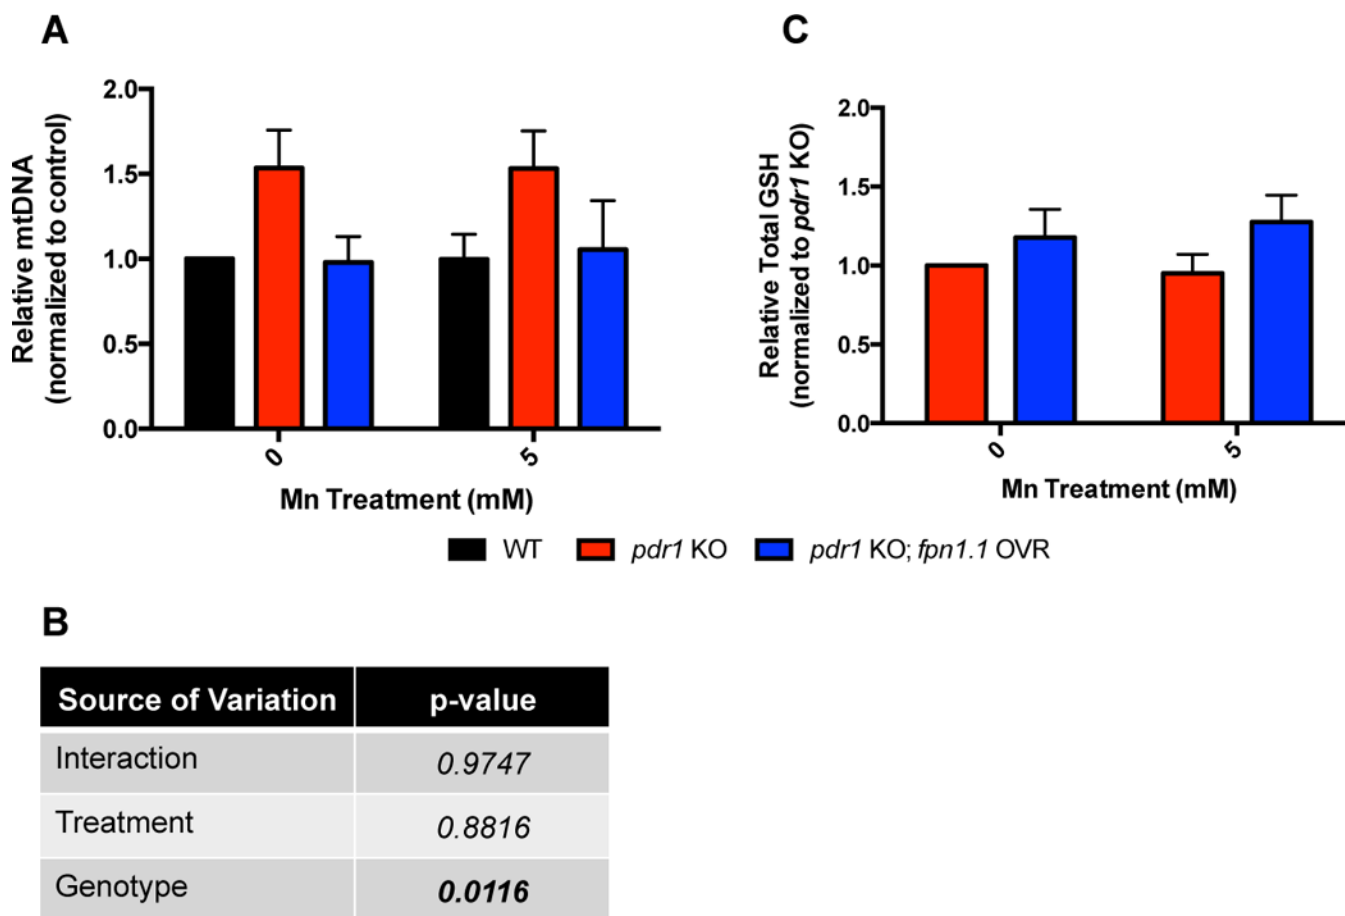 A
Relative mtDNA
(normalized to control)
2.0
1.5
1.0
0.5
0.0
0
5
Mn Treatment (mM)
C
Relative Total GSH
(normalized to pdr1 KO)
2.0
1.5
1.0
0.5
0.0
0
5
Mn Treatment (mM)
WT pdr1 KO pdr1 KO; fpn1.1 OVR
B
Source of Variation p-value
Interaction 0.9747
Treatment 0.8816
Genotype 0.0116